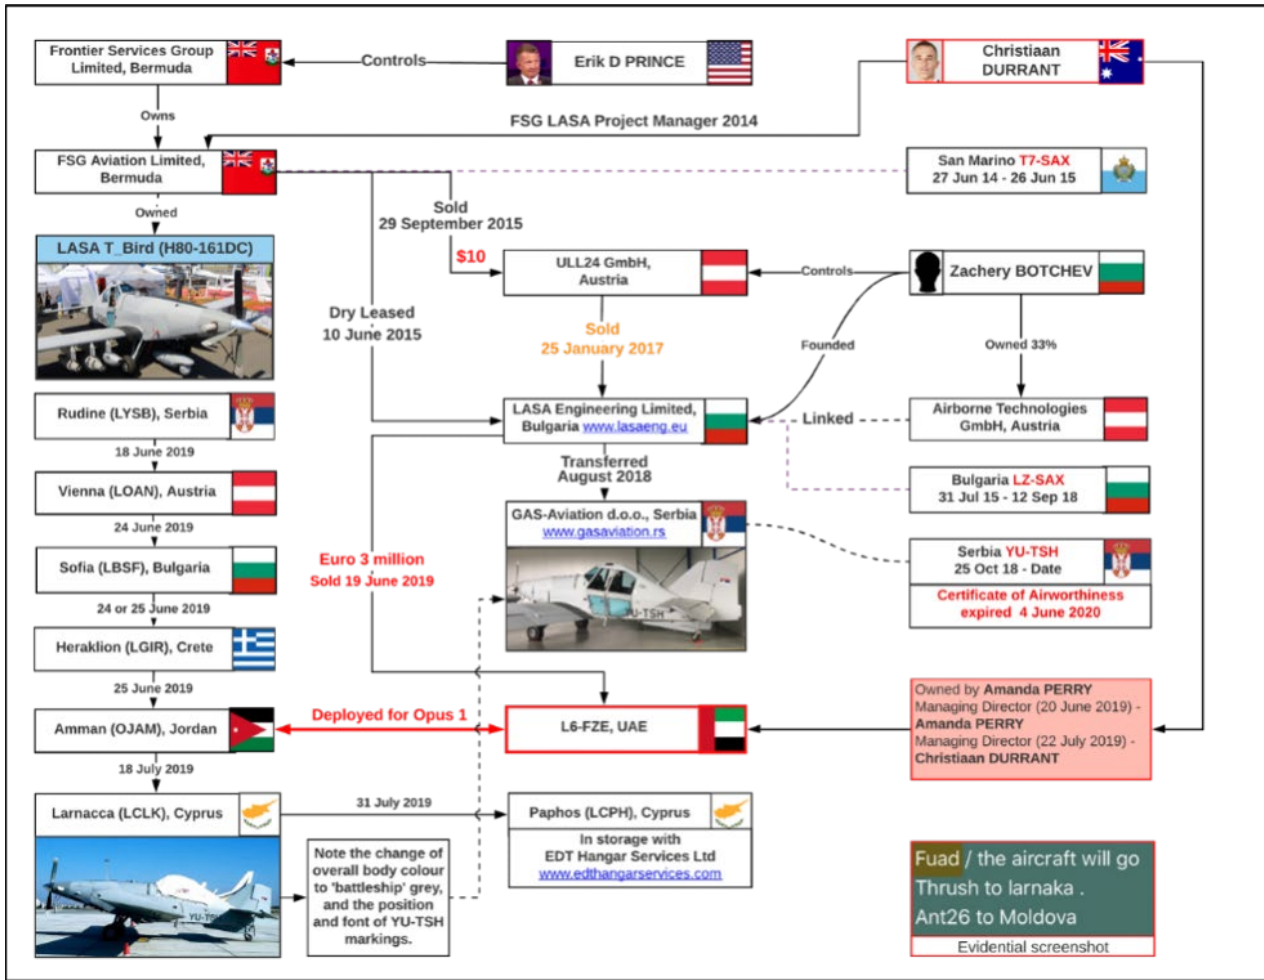 Frontier Services Group
Limited, Bermuda
Controls
Erik D PRINCE
Christiaan
DURRANT
Owns
FSG LASA Project Manager 2014
FSG Aviation Limited,
Bermuda
San Marino T7-SAX
27 Jun 14 - 26 Jun 15
Owned
Sold
29 September 2015
$10
LASA T_Bird (H80-161DC)
ULL24 GmbH,
Austria
Controls
Zachery BOTCHEV
Dry Leased
10 June 2015
Sold
25 January 2017
Founded
Owned 33%
Rudine (LYSB), Serbia
LASA Engineering Limited,
Bulgaria www.lasaeng.eu
Linked
Airborne Technologies
GmbH, Austria
18 June 2019
Transferred
August 2018
Vienna (LOAN), Austria
Bulgaria LZ-SAX
31 Jul 15 - 12 Sep 18
24 June 2019
GAS-Aviation d.o.o., Serbia
www.gasaviation.rs
YU-TSH
Sofia (LBSF), Bulgaria
Euro 3 million
Sold 19 June 2019
Serbia YU-TSH
25 Oct 18 - Date
Certificate of Airworthiness
expired 4 June 2020
24 or 25 June 2019
Heraklion (LGIR), Crete
25 June 2019
Amman (OJAM), Jordan
Deployed for Opus 1
L6-FZE, UAE
Owned by Amanda PERRY
Managing Director (20 June 2019) -
Amanda PERRY
Managing Director (22 July 2019) -
Christiaan DURRANT
18 July 2019
Larnacca (LCLK), Cyprus
31 July 2019
Paphos (LCPH), Cyprus
In storage with
EDT Hangar Services Ltd
www.edthangarservices.com
YU-TSH
Note the change of
overall body colour
to 'battleship' grey,
and the position
and font of YU-TSH
markings.
Fuad / the aircraft will go
Thrush to larnaka .
Ant26 to Moldova
Evidential screenshot